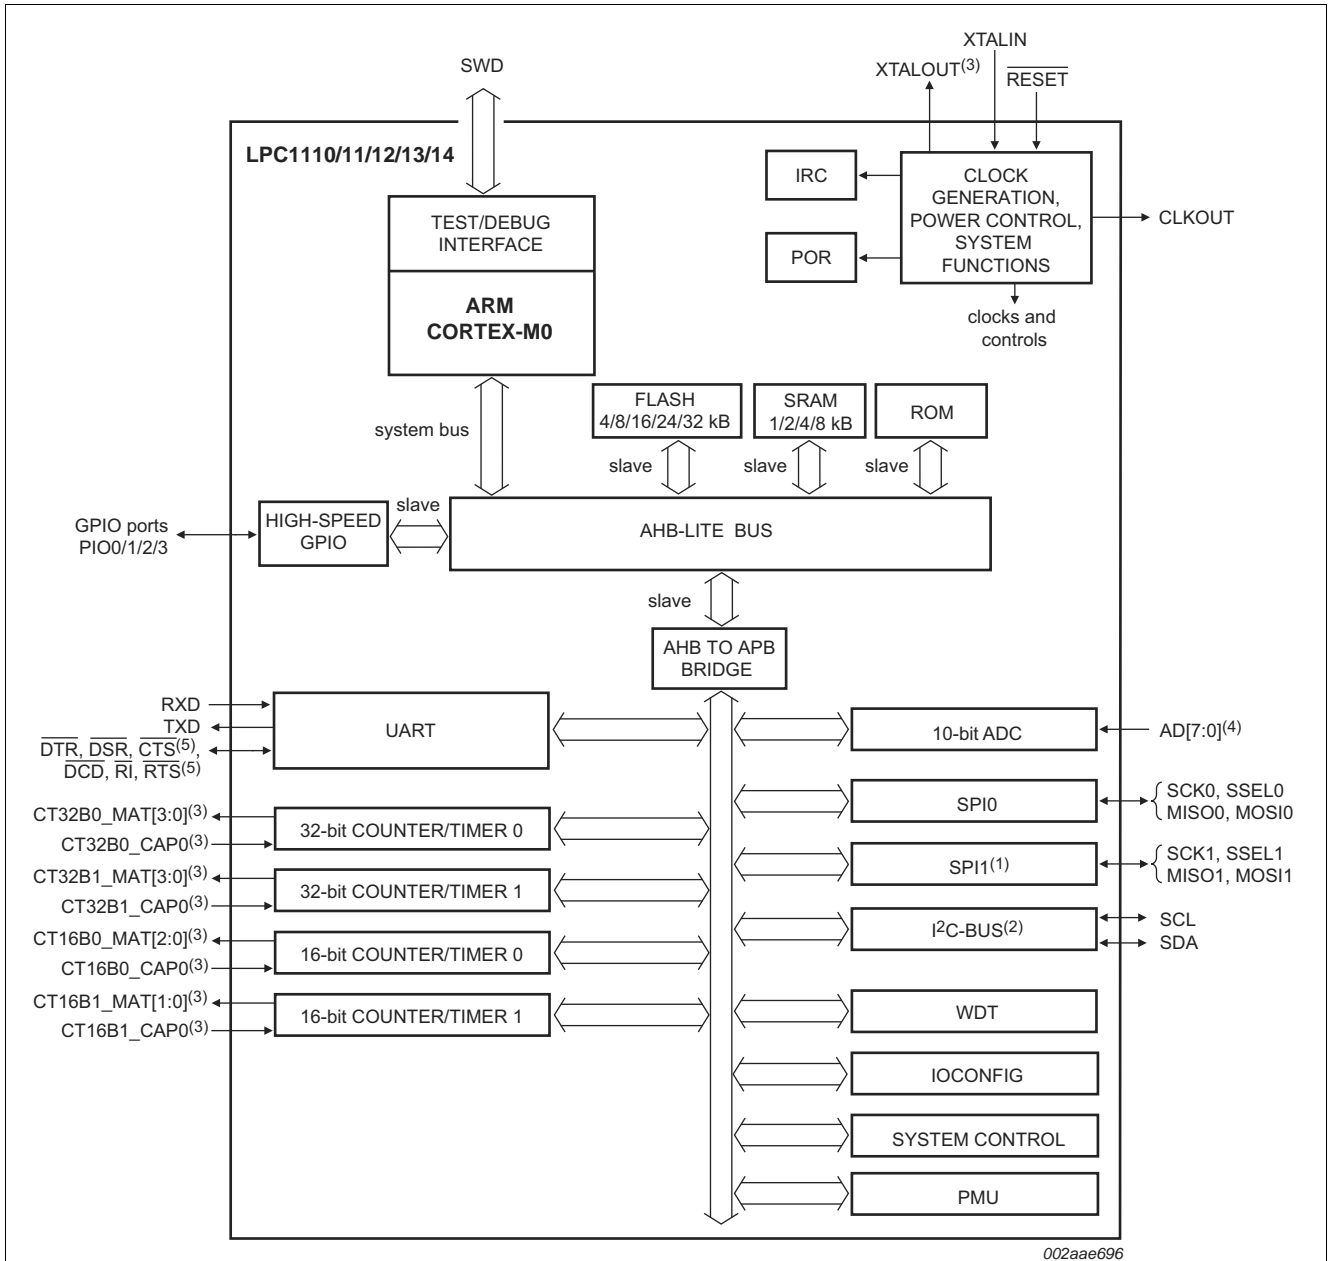 XTALIN
XTALOUT(3)
RESET
SWD
LPC1110/11/12/13/14
IRC
CLOCK
GENERATION,
POWER CONTROL,
SYSTEM
FUNCTIONS
CLKOUT
POR
TEST/DEBUG
INTERFACE
ARM
CORTEX-M0
clocks and
controls
FLASH
4/8/16/24/32 kB
SRAM
1/2/4/8 kB
ROM
system bus
slave
slave
slave
slave
GPIO ports
PIO0/1/2/3
HIGH-SPEED
GPIO
AHB-LITE BUS
slave
AHB TO APB
BRIDGE
RXD
TXD
DTR, DSR, CTS(5),
DCD, RI, RTS(5)
UART
10-bit ADC
AD[7:0](4)
CT32B0_MAT[3:0](3)
CT32B0_CAP0(3)
32-bit COUNTER/TIMER 0
SPI0
SCK0, SSEL0
MISO0, MOSI0
CT32B1_MAT[3:0](3)
CT32B1_CAP0(3)
32-bit COUNTER/TIMER 1
SPI1(1)
SCK1, SSEL1
MISO1, MOSI1
CT16B0_MAT[2:0](3)
CT16B0_CAP0(3)
16-bit COUNTER/TIMER 0
I2C-BUS(2)
SCL
SDA
CT16B1_MAT[1:0](3)
CT16B1_CAP0(3)
16-bit COUNTER/TIMER 1
WDT
IOCONFIG
SYSTEM CONTROL
PMU
002aae696